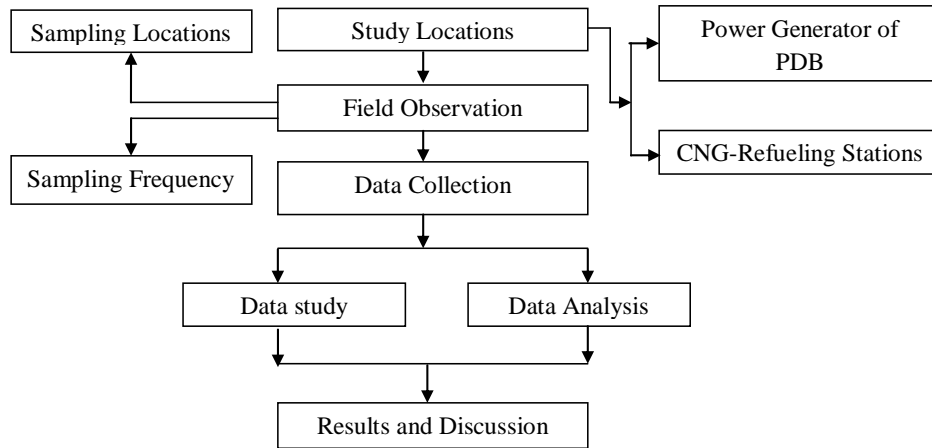 Sampling Locations
Study Locations
Power Generator of
PDB
Field Observation
CNG-Refueling Stations
Sampling Frequency
Data Collection
Data study
Data Analysis
Results and Discussion